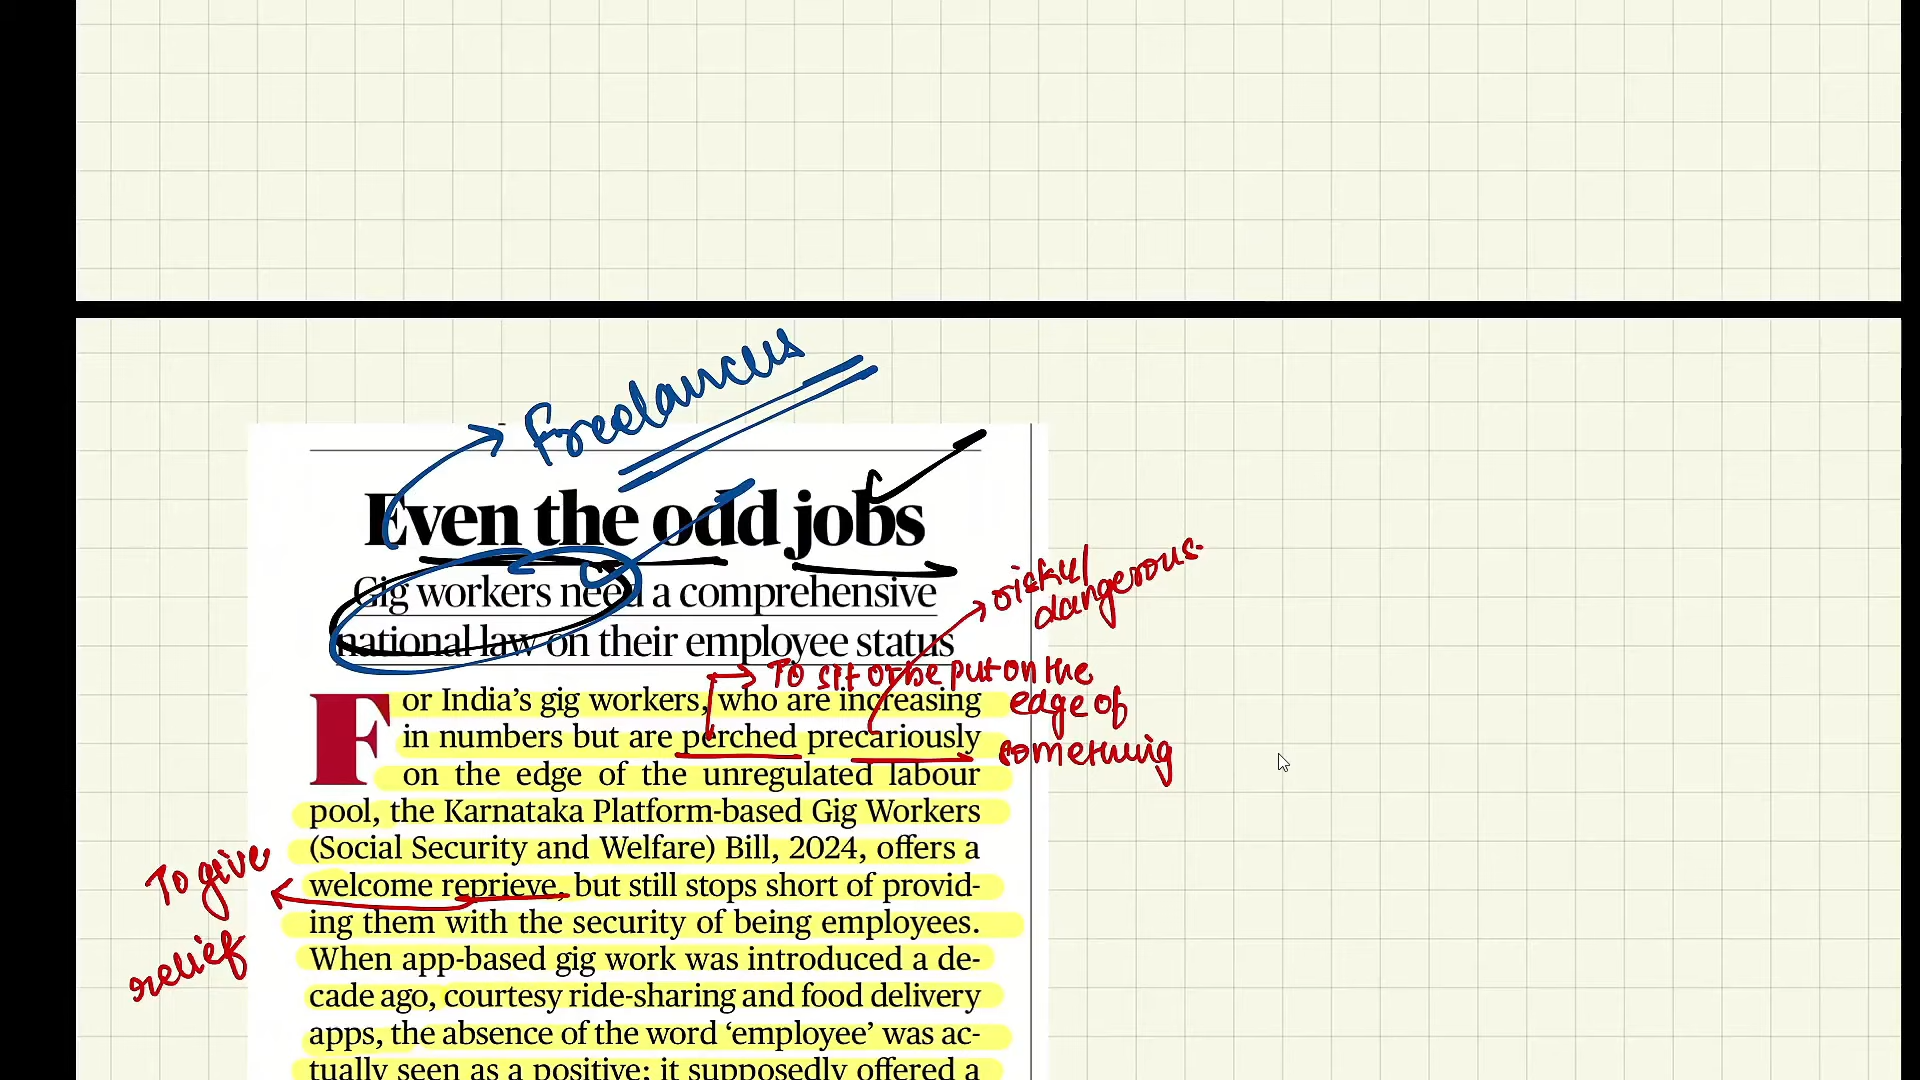 Freelancers
Even the odd jobs
Gig workers need a comprehensive
national law on their employee status
risky/
dangerous.
To sit or be put on the
edge of
something
For India's gig workers, who are increasing
in numbers but are perched precariously
on the edge of the unregulated labour
pool, the Karnataka Platform-based Gig Workers
(Social Security and Welfare) Bill, 2024, offers a
welcome reprieve, but still stops short of provid-
ing them with the security of being employees.
When app-based gig work was introduced a de-
cade ago, courtesy ride-sharing and food delivery
apps, the absence of the word 'employee' was ac-
tually seen as a positive; it supposedly offered a
To give
relief